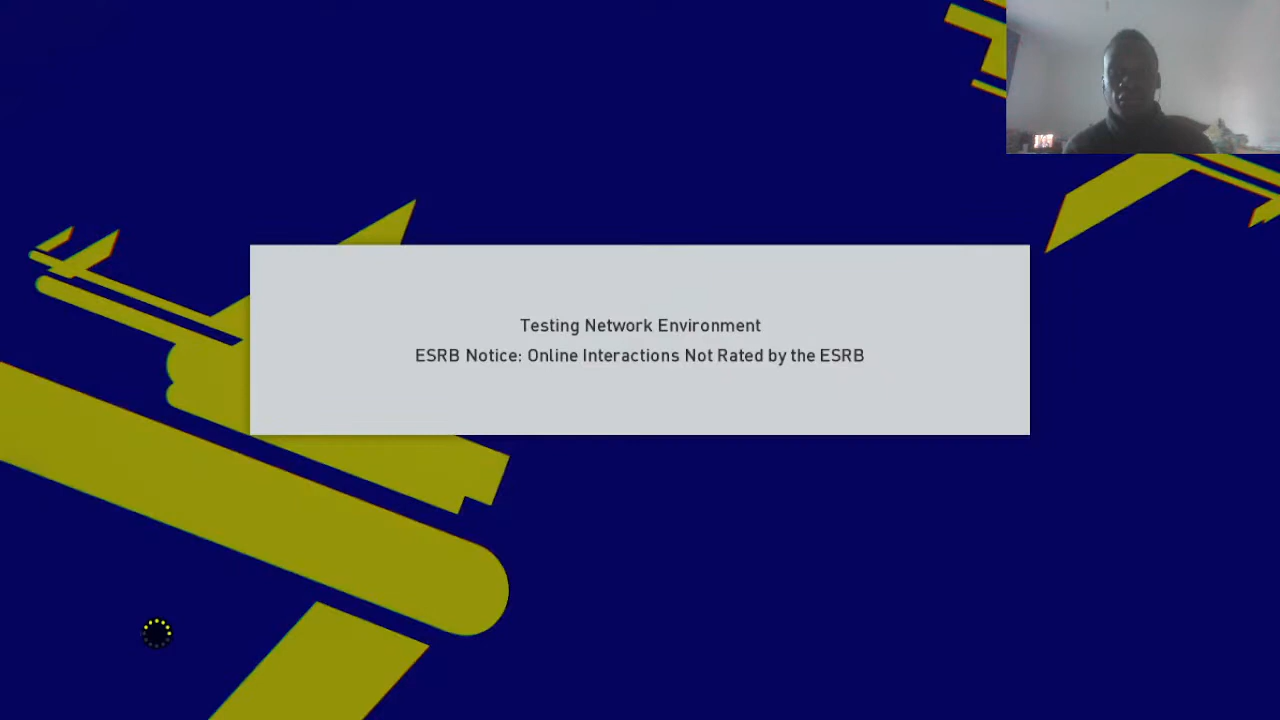 Testing Network Environment
ESRB Notice: Online Interactions Not Rated by the ESRB